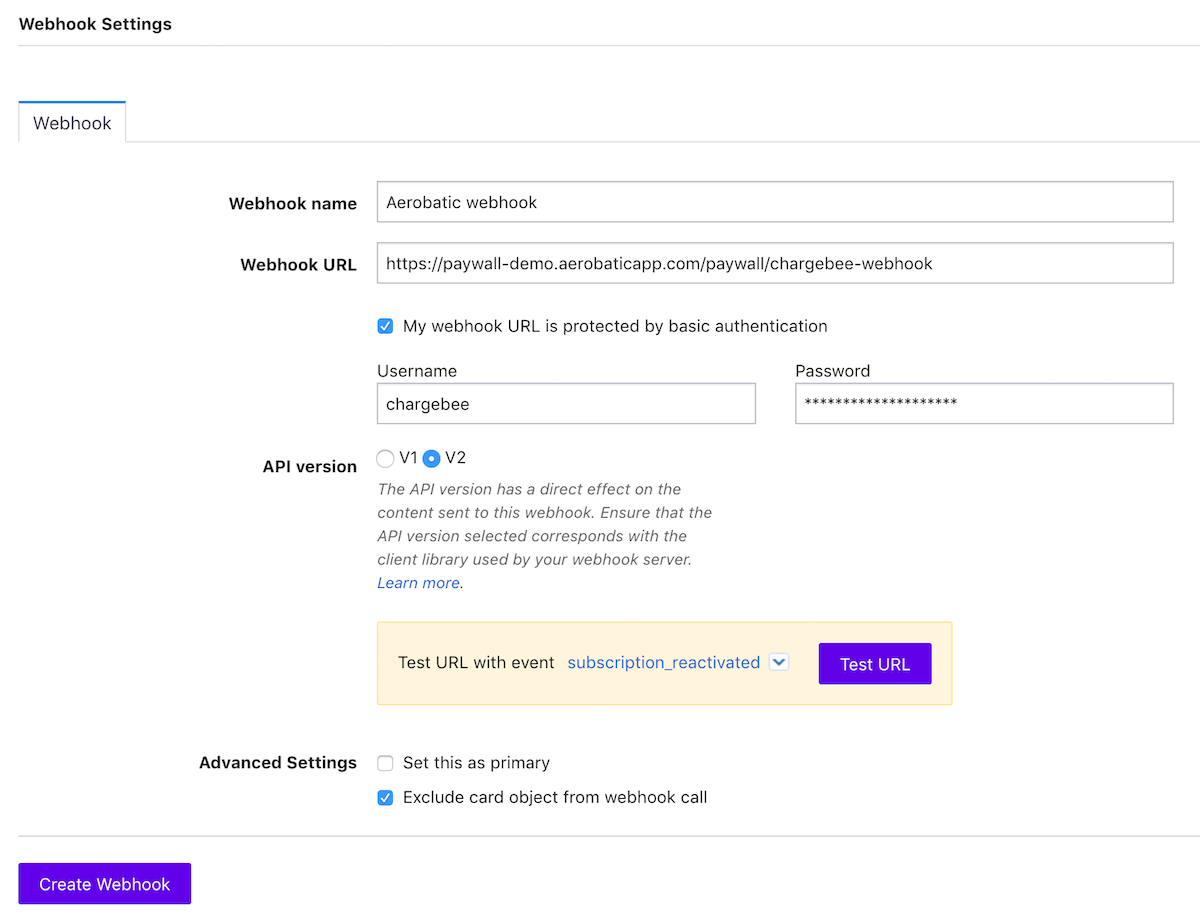 Webhook Settings
Webhook
Webhook name
Aerobatic webhook
Webhook URL
https://paywall-demo.aerobaticapp.com/paywall/chargebee-webhook
My webhook URL is protected by basic authentication
Username
Password
chargebee
********************
API version
V1 V2
The API version has a direct effect on the
content sent to this webhook. Ensure that the
API version selected corresponds with the
client library used by your webhook server.
Learn more.
Test URL with event subscription_reactivated
Test URL
Advanced Settings
Set this as primary
Exclude card object from webhook call
Create Webhook